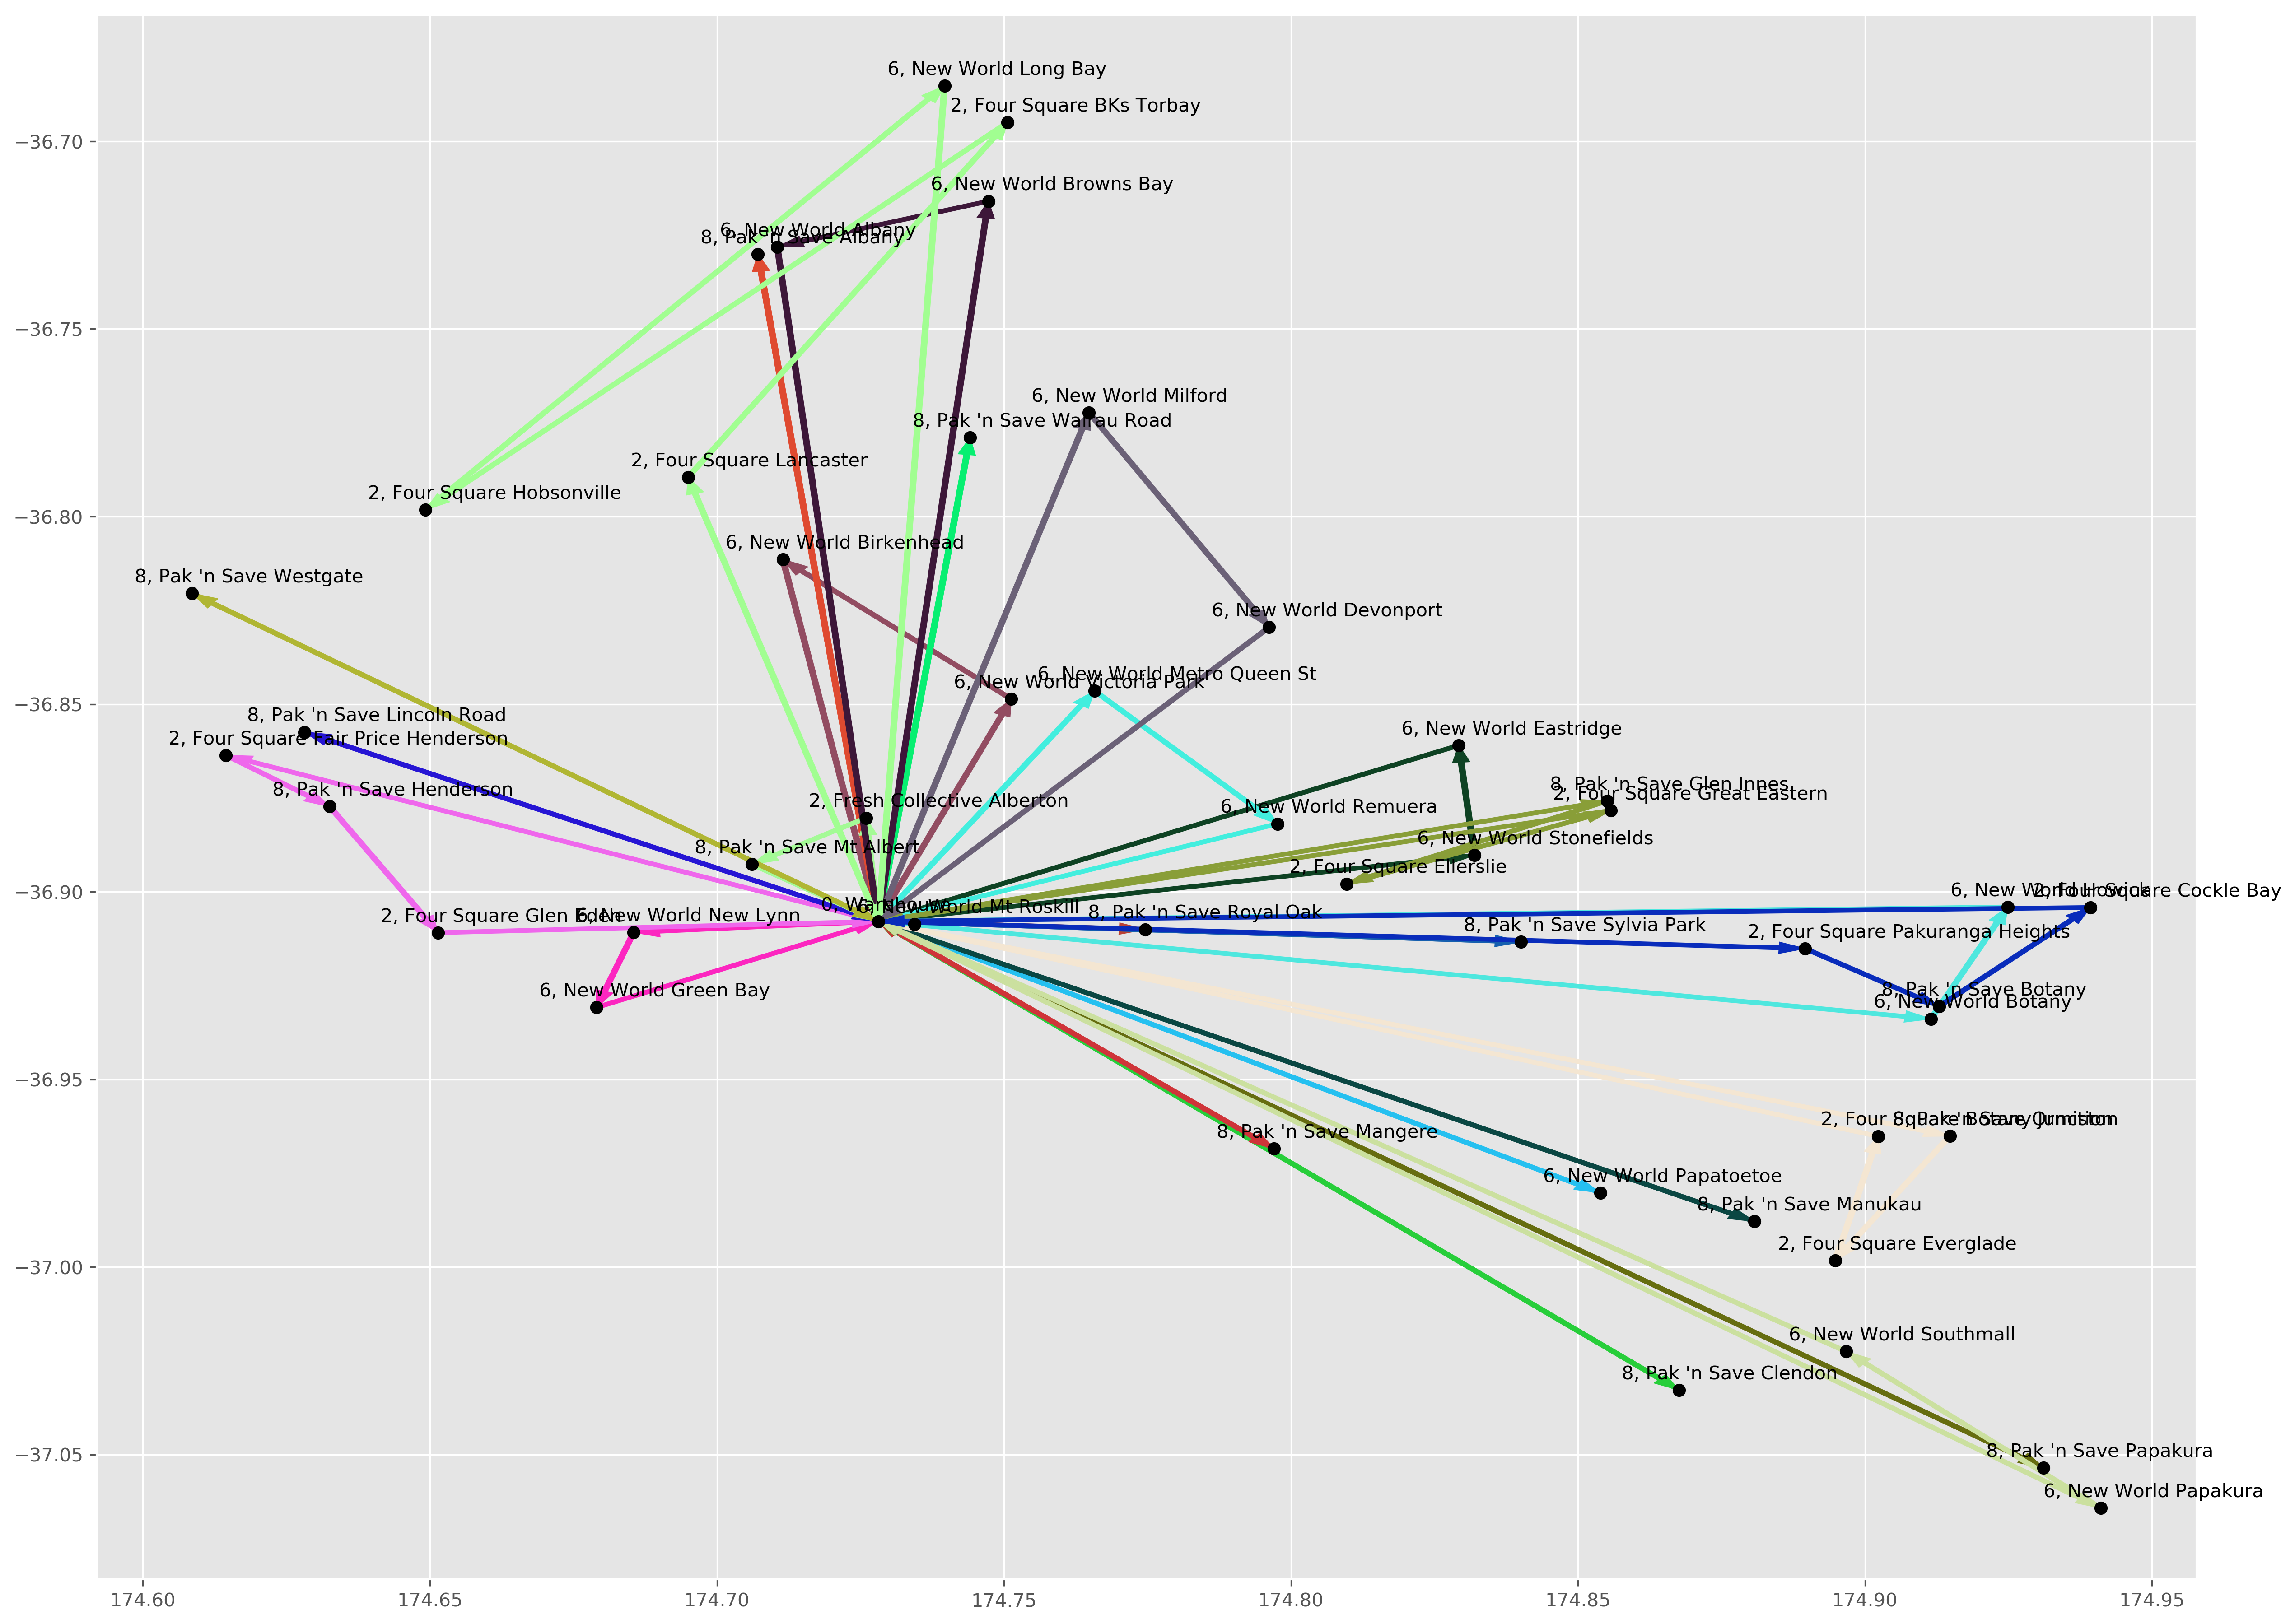 6, New World Long Bay
2, Four Square BKs Torbay
−36.70
6, New World Browns Bay
6, New World Albany
8, Pak 'n Save Albany
−36.75
6, New World Milford
8, Pak 'n Save Wairau Road
2, Four Square Lancaster
2, Four Square Hobsonville
−36.80
6, New World Birkenhead
8, Pak 'n Save Westgate
6, New World Devonport
6, New World Metro Queen St
6, New World Victoria Park
−36.85
8, Pak 'n Save Lincoln Road
6, New World Eastridge
2, Four Square Fair Price Henderson
8, Pak 'n Save Glen Innes
8, Pak 'n Save Henderson
2, Four Square Great Eastern
2, Fresh Collective Alberton
6, New World Remuera
6, New World Stonefields
8, Pak 'n Save Mt Albert
2, Four Square Ellerslie
−36.90
6, New World Howick
2, Four Square Cockle Bay
0, Warehouse
6, New World Mt Roskill
8, Pak 'n Save Royal Oak
2, Four Square Glen Eden
6, New World New Lynn
8, Pak 'n Save Sylvia Park
2, Four Square Pakuranga Heights
6, New World Green Bay
8, Pak 'n Save Botany
6, New World Botany
−36.95
2, Four Square Botany Junction
8, Pak 'n Save Ormiston
8, Pak 'n Save Mangere
6, New World Papatoetoe
8, Pak 'n Save Manukau
2, Four Square Everglade
−37.00
6, New World Southmall
8, Pak 'n Save Clendon
−37.05
8, Pak 'n Save Papakura
6, New World Papakura
174.60
174.65
174.70
174.75
174.80
174.85
174.90
174.95